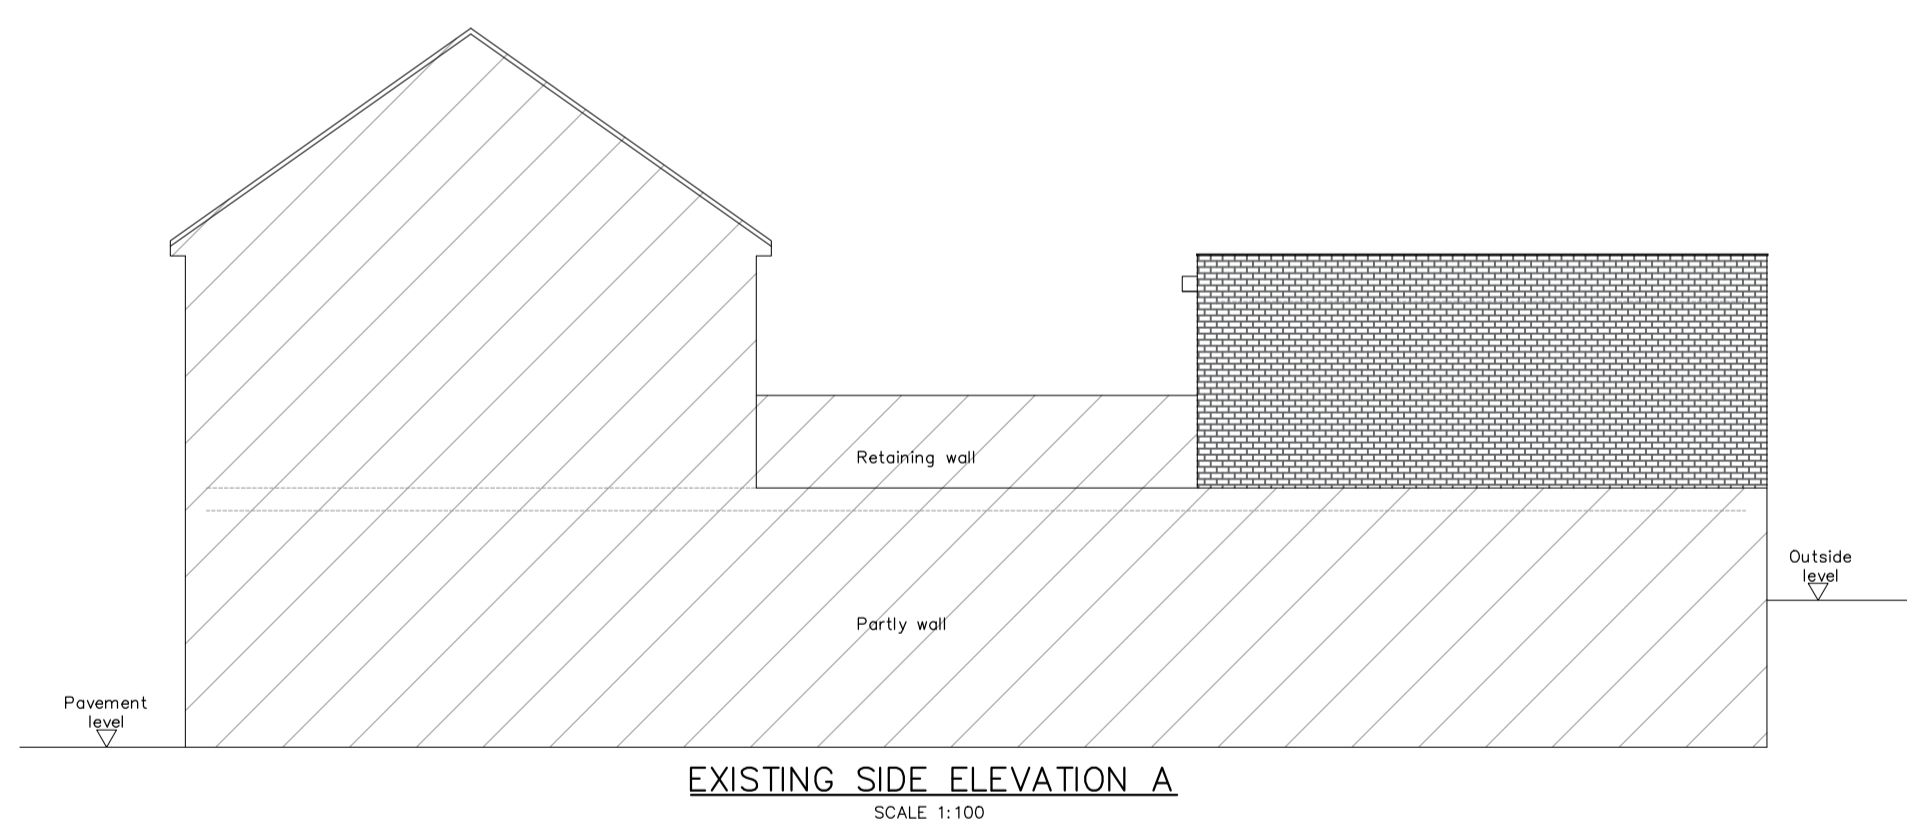 Retaining wall
Outside
level
Partly wall
Pavement
level
EXISTING SIDE ELEVATION A
SCALE 1:100